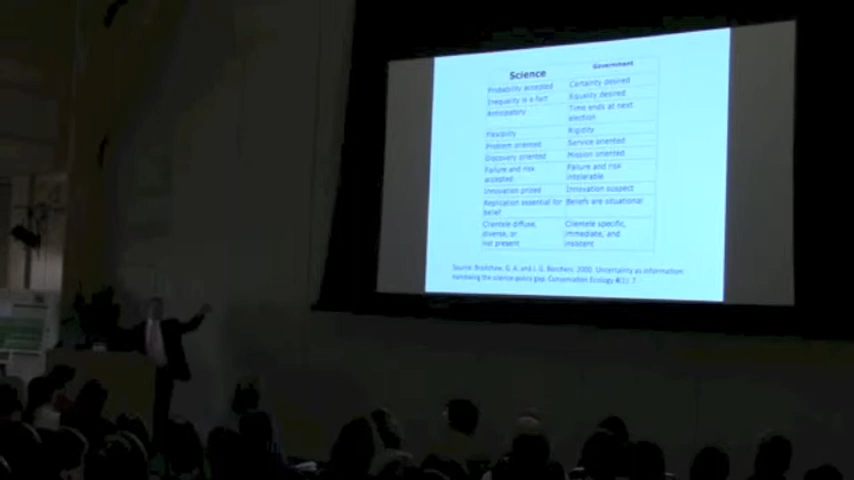 Science Government
Probability accepted Certainty desired
Inequality is a fact Equality desired
Anticipatory Time ends at next
election
Flexibility Rigidity
Problem oriented Service oriented
Discovery oriented Mission oriented
Failure and risk Failure and risk
accepted intolerable
Innovation prized Innovation suspect
Replication essential for Beliefs are situational
belief
Clientele diffuse, Clientele specific,
diverse, or immediate, and
not present insistent
Source: Bradshaw, G. A. and J. G. Borchers. 2000. Uncertainty as information
narrowing the science-policy gap. Conservation Ecology 4(1): 7